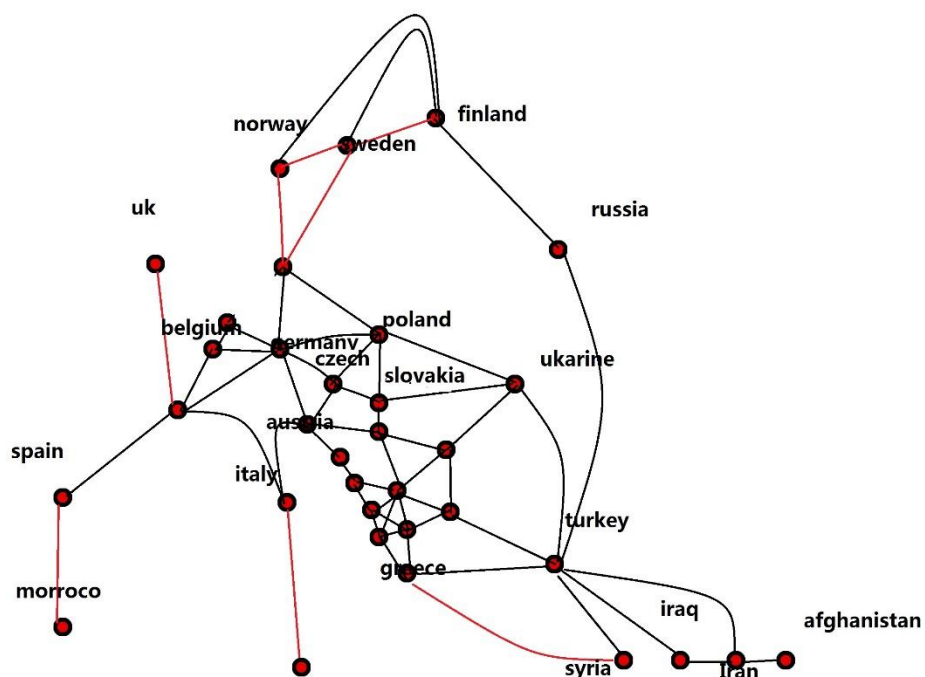 finland
norway
sweden
uk
russia
poland
belgium
germany
czech
ukarine
slovakia
austria
spain
italy
turkey
greece
morroco
iraq
afghanistan
syria
Iran